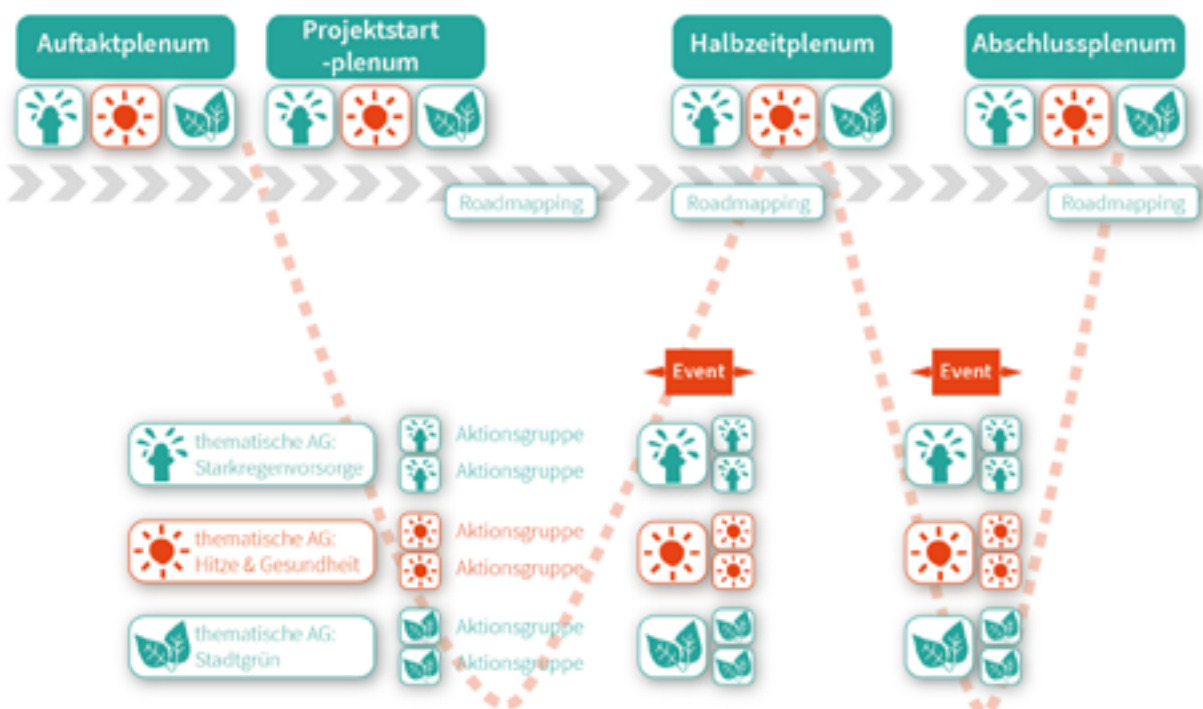 Auftaktplenum
Projektstart
-plenum
Halbzeitplenum
Abschlussplenum
Roadmapping
Roadmapping
Roadmapping
Event
Event
thematische AG:
Starkregenvorsorge
Aktionsgruppe
Aktionsgruppe
thematische AG:
Hitze & Gesundheit
Aktionsgruppe
Aktionsgruppe
thematische AG:
Stadtgrün
Aktionsgruppe
Aktionsgruppe